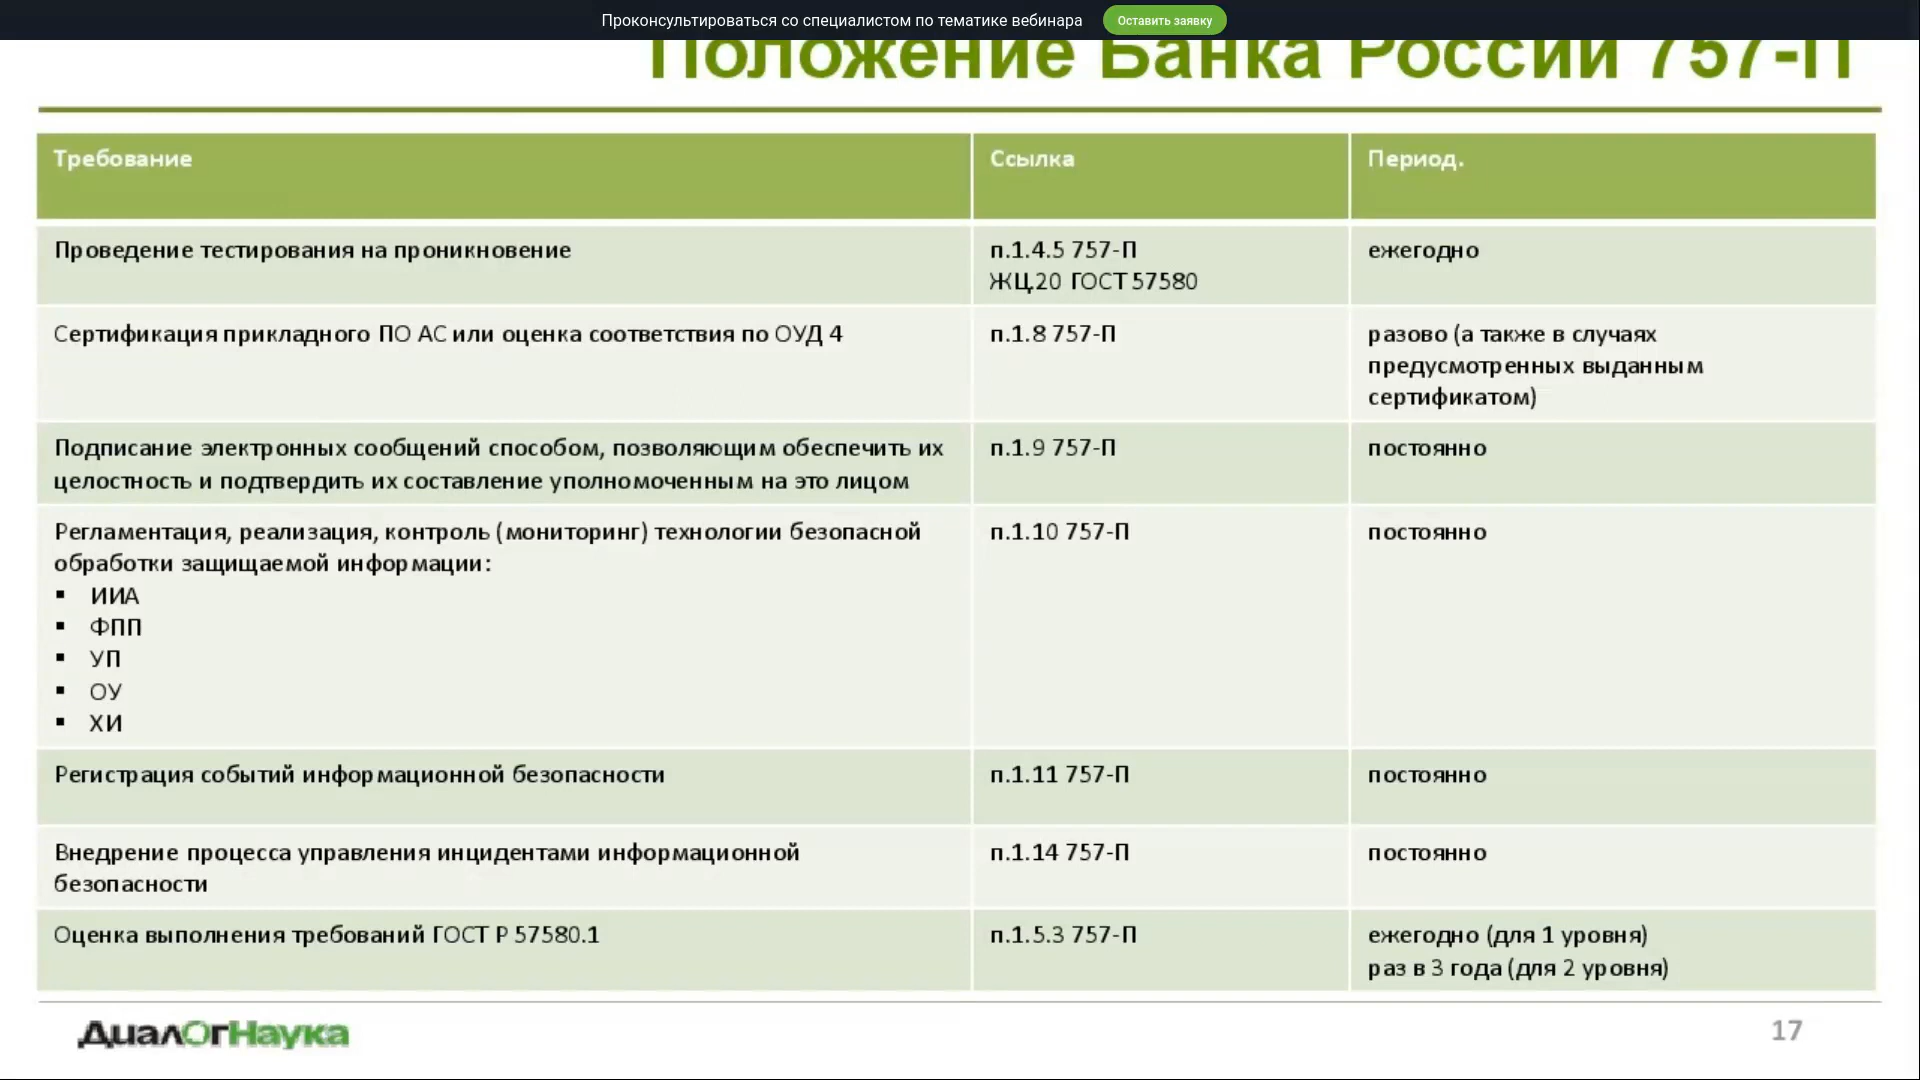 Проконсультироваться со специалистом по тематике вебинара
Оставить заявку
Положение Банка России 757-П
Требование
Ссылка
Период.
Проведение тестирования на проникновение
п.1.4.5 757-П
ЖЦ.20 ГОСТ 57580
ежегодно
Сертификация прикладного ПО АС или оценка соответствия по ОУД 4
п.1.8 757-П
разово (а также в случаях
предусмотренных выданным
сертификатом)
Подписание электронных сообщений способом, позволяющим обеспечить их
целостность и подтвердить их составление уполномоченным на это лицом
п.1.9 757-П
постоянно
Регламентация, реализация, контроль (мониторинг) технологии безопасной
обработки защищаемой информации:
▪ ИИА
▪ ФПП
▪ УП
▪ ОУ
▪ ХИ
п.1.10 757-П
постоянно
Регистрация событий информационной безопасности
п.1.11 757-П
постоянно
Внедрение процесса управления инцидентами информационной
безопасности
п.1.14 757-П
постоянно
Оценка выполнения требований ГОСТ Р 57580.1
п.1.5.3 757-П
ежегодно (для 1 уровня)
раз в 3 года (для 2 уровня)
ДиалОгНаука
17